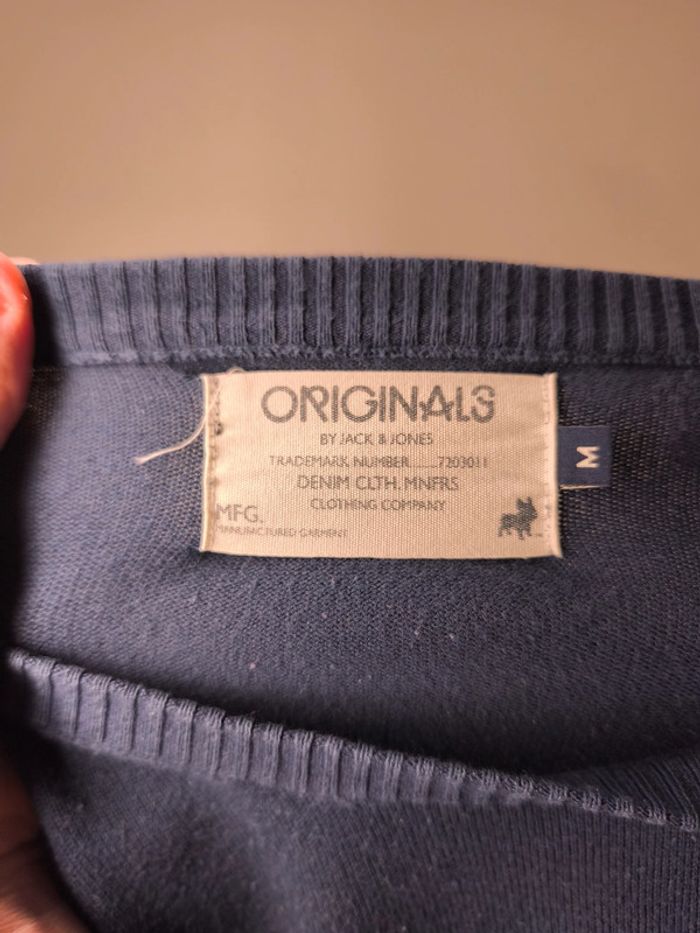 ORIGINALS
BY JACK & JONES
TRADEMARK NUMBER........7203011
DENIM CLTH. MNFRS
CLOTHING COMPANY
MFG.
MANUFACTURED GARMENT
M